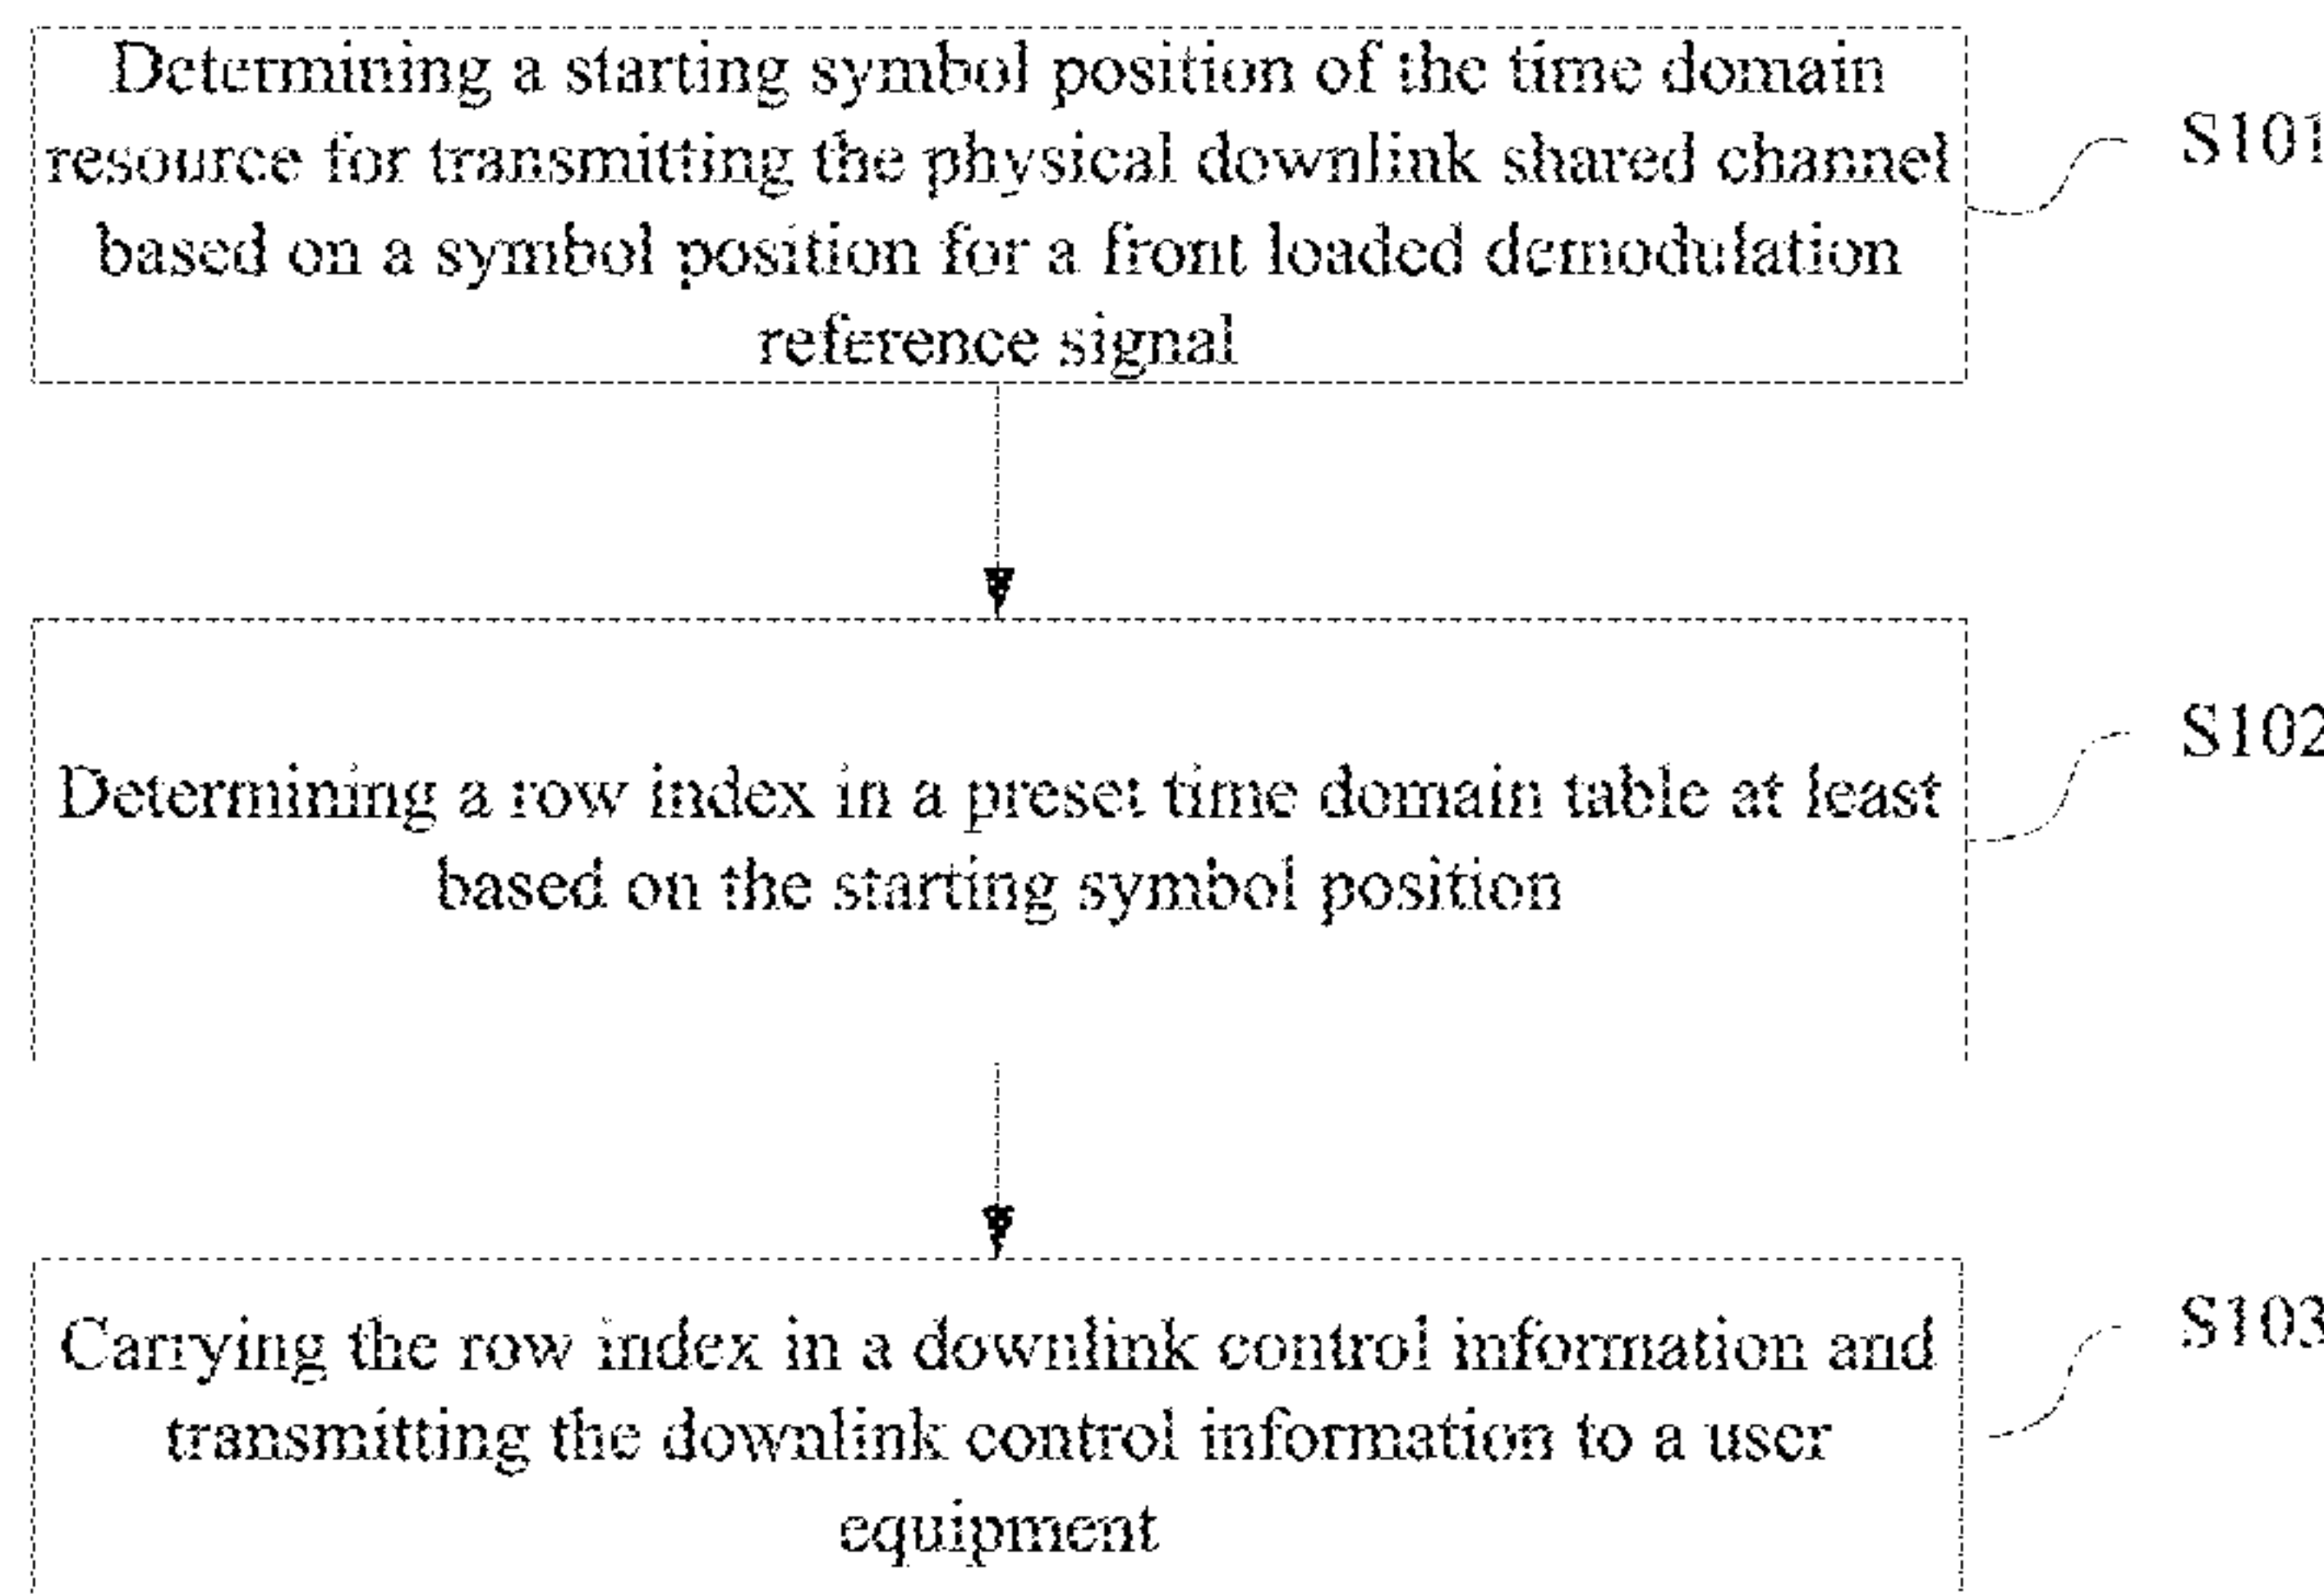 Determining a starting symbol position of the time domain
resource for transmitting the physical downlink shared channel
based on a symbol position for a front loaded demodulation
reference signal
S101
Determining a row index in a preset time domain table at least
based on the starting symbol position
S102
Carrying the row index in a downlink control information and
transmitting the downlink control information to a user
equipment
S103